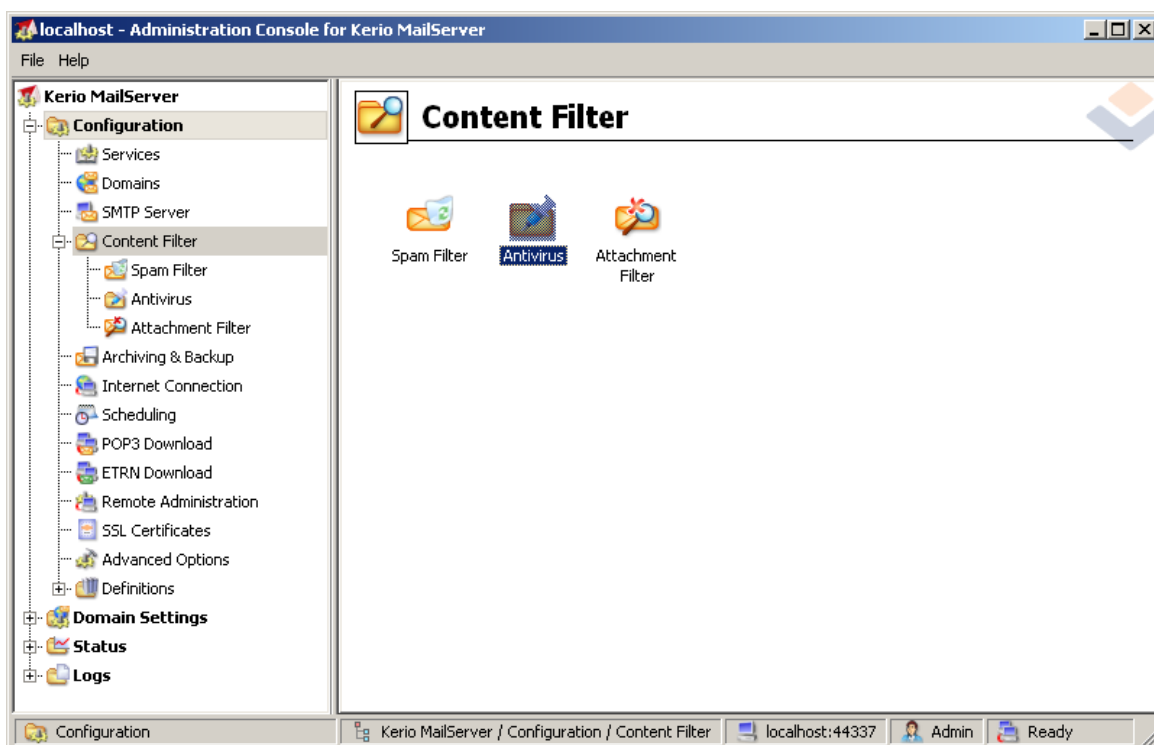 localhost - Administration Console for Kerio MailServer
File Help
Kerio MailServer
Configuration
Services
Domains
SMTP Server
Content Filter
Spam Filter
Antivirus
Attachment Filter
Archiving & Backup
Internet Connection
Scheduling
POP3 Download
ETRN Download
Remote Administration
SSL Certificates
Advanced Options
Definitions
Domain Settings
Status
Logs
Content Filter
Spam Filter
Antivirus
Attachment
Filter
Configuration
Kerio MailServer / Configuration / Content Filter
localhost:44337
Admin
Ready